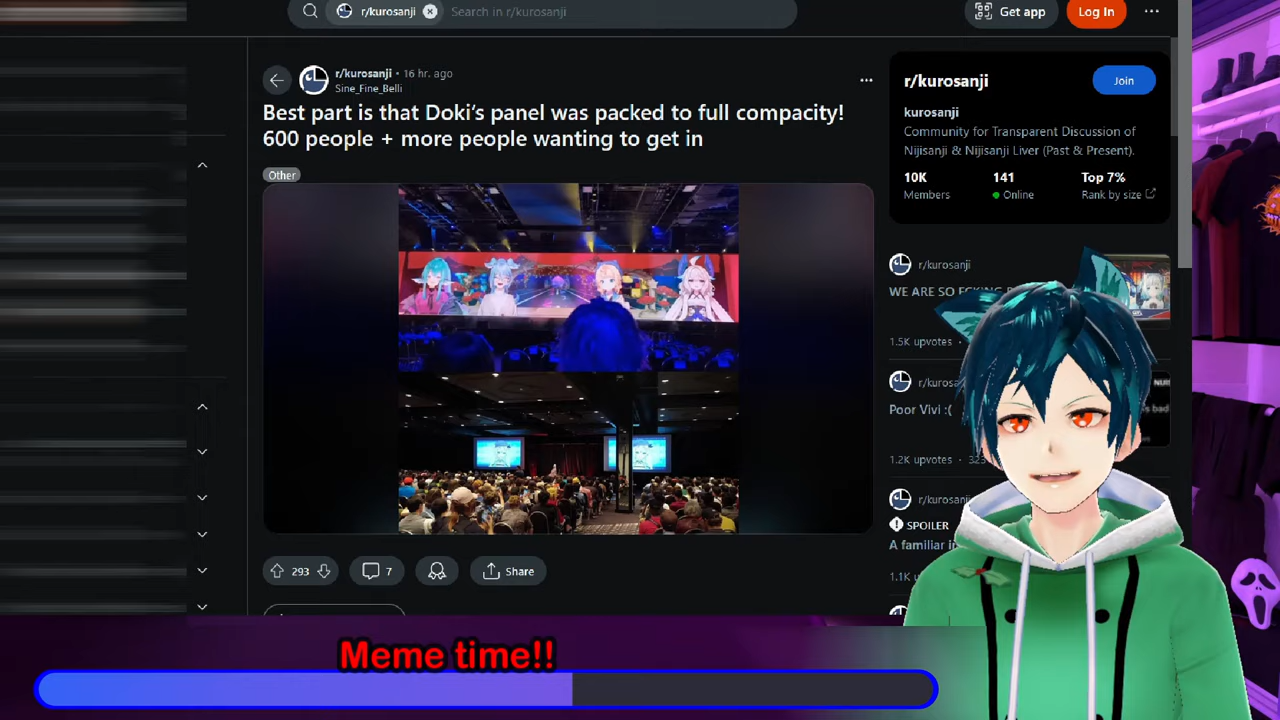 r/kurosanji
Search in r/kurosanji
Get app
Log In
r/kurosanji • 16 hr. ago
Sine_Fine_Belli
Best part is that Doki's panel was packed to full compacity!
600 people + more people wanting to get in
Other
293
7
Share
r/kurosanji
Join
kurosanji
Community for Transparent Discussion of
Nijisanji & Nijisanji Liver (Past & Present).
10K
141
Top 7%
Members
Online
Rank by size
r/kurosanji
WE ARE SO
1.5K upvotes
Poor Vivi :(
1.2K upvotes
r/kurosanji
SPOILER
A familiar
Meme time!!